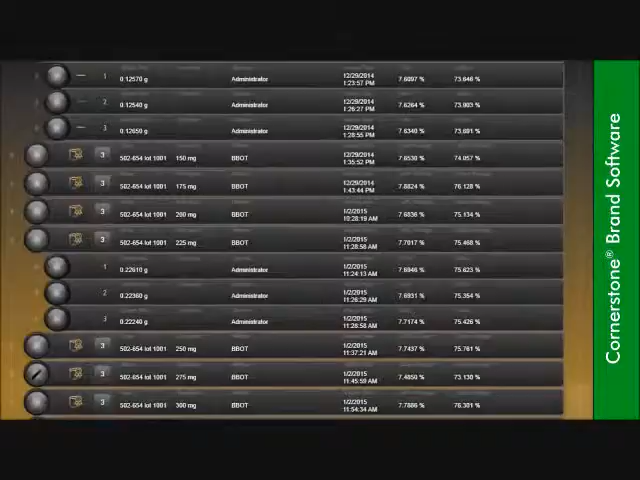 1 0.12570 g Administrator 12/29/2014 1:23:57 PM 7.6097 % 73.646 %
2 0.12540 g Administrator 12/29/2014 1:26:27 PM 7.6264 % 73.903 %
3 0.12650 g Administrator 12/29/2014 1:28:55 PM 7.6340 % 73.691 %
3 502-654 lot 1001 150 mg BBOT 12/29/2014 1:35:52 PM 7.6530 % 74.057 %
3 502-654 lot 1001 175 mg BBOT 12/29/2014 1:43:44 PM 7.8824 % 76.128 %
3 502-654 lot 1001 200 mg BBOT 1/2/2015 10:28:19 AM 7.6836 % 75.134 %
3 502-654 lot 1001 225 mg BBOT 1/2/2015 11:28:58 AM 7.7017 % 75.468 %
1 0.22610 g Administrator 1/2/2015 11:24:13 AM 7.6946 % 75.623 %
2 0.22360 g Administrator 1/2/2015 11:26:29 AM 7.6931 % 75.354 %
3 0.22240 g Administrator 1/2/2015 11:28:58 AM 7.7174 % 75.426 %
3 502-654 lot 1001 250 mg BBOT 1/2/2015 11:37:21 AM 7.7437 % 75.761 %
3 502-654 lot 1001 275 mg BBOT 1/2/2015 11:45:59 AM 7.4850 % 73.130 %
3 502-654 lot 1001 300 mg BBOT 1/2/2015 11:54:34 AM 7.7886 % 76.301 %
Cornerstone® Brand Software